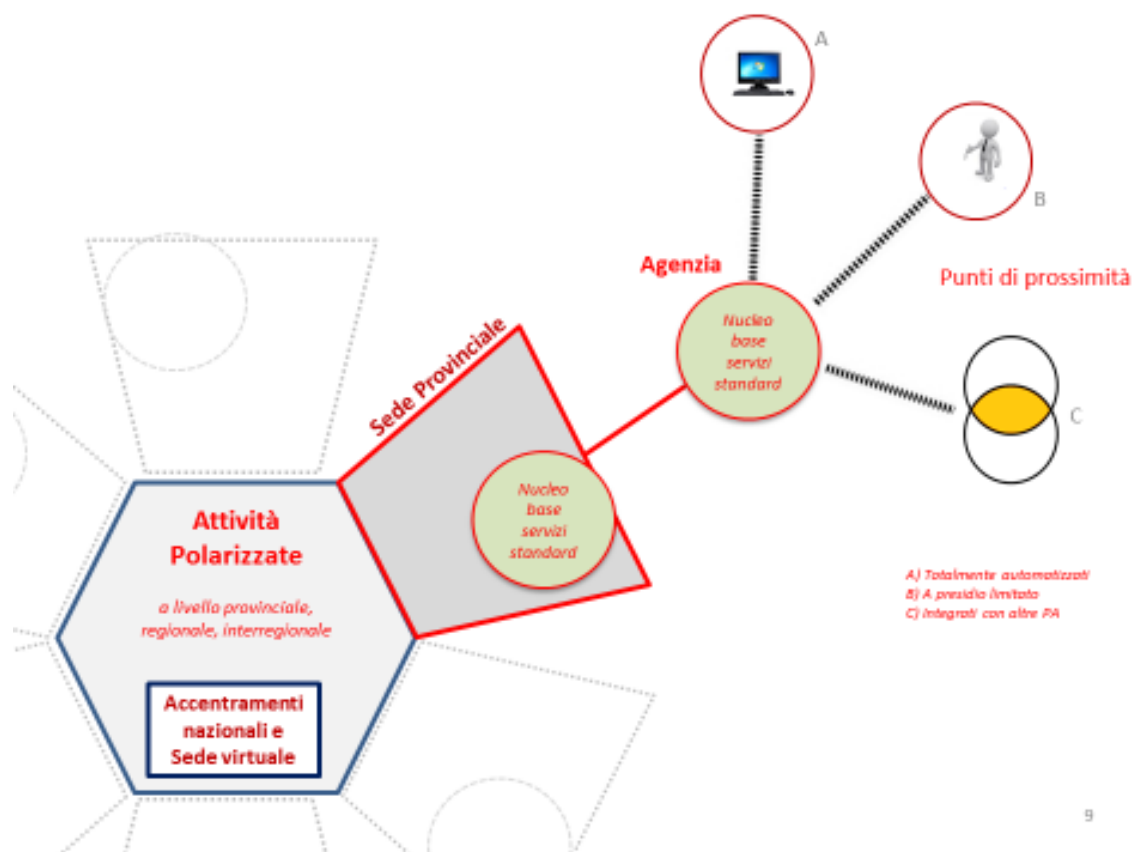 A
B
Agenzia
Punti di prossimità
Nucleo
base
servizi
standard
Sede Provinciale
C
Nucleo
base
servizi
standard
Attività
Polarizzate
a livello provinciale,
regionale, interregionale
A) Totalmente automatizzati
B) A presidio limitato
C) Integrati con altre PA
Accentramenti
nazionali e
Sede virtuale
9